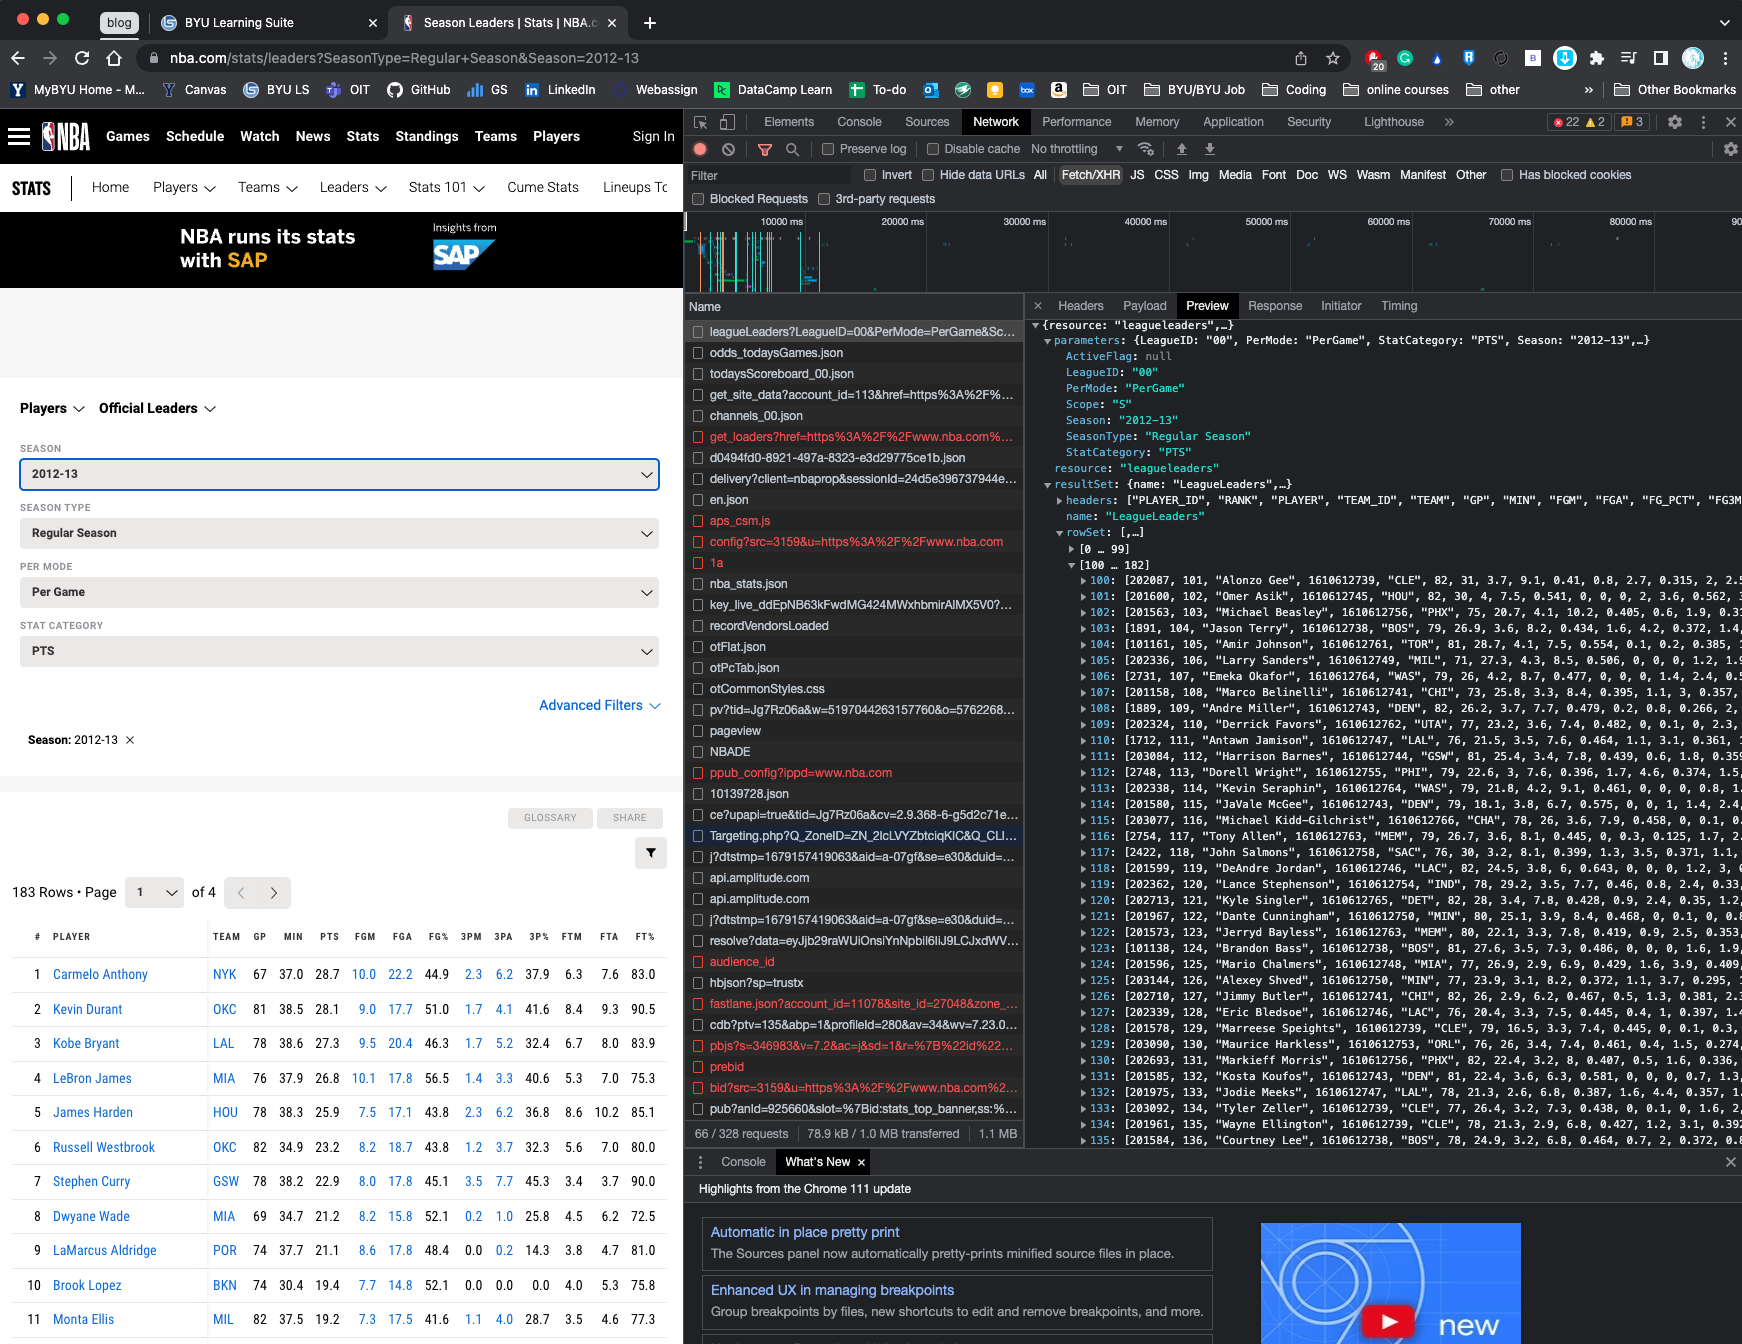 blog
BYU Learning Suite
Season Leaders | Stats | NBA.c
nba.com/stats/leaders?SeasonType=Regular+Season&Season=2012-13
20
MyBYU Home - M...
Canvas
BYU LS
OIT
GitHub
GS
LinkedIn
Webassign
DataCamp Learn
To-do
OIT
BYU/BYU Job
Coding
online courses
other
»
Other Bookmarks
NBA
Games
Schedule
Watch
News
Stats
Standings
Teams
Players
Sign In
STATS
Home
Players
Teams
Leaders
Stats 101
Cume Stats
Lineups To
NBA runs its stats
with SAP
Insights from
SAP
Players
Official Leaders
SEASON
2012-13
SEASON TYPE
Regular Season
PER MODE
Per Game
STAT CATEGORY
PTS
Advanced Filters
Season: 2012-13 ×
GLOSSARY
SHARE
183 Rows • Page 1 of 4
# PLAYER TEAM GP MIN PTS FGM FGA FG% 3PM 3PA 3P% FTM FTA FT%
1 Carmelo Anthony NYK 67 37.0 28.7 10.0 22.2 44.9 2.3 6.2 37.9 6.3 7.6 83.0
2 Kevin Durant OKC 81 38.5 28.1 9.0 17.7 51.0 1.7 4.1 41.6 8.4 9.3 90.5
3 Kobe Bryant LAL 78 38.6 27.3 9.5 20.4 46.3 1.7 5.2 32.4 6.7 8.0 83.9
4 LeBron James MIA 76 37.9 26.8 10.1 17.8 56.5 1.4 3.3 40.6 5.3 7.0 75.3
5 James Harden HOU 78 38.3 25.9 7.5 17.1 43.8 2.3 6.2 36.8 8.6 10.2 85.1
6 Russell Westbrook OKC 82 34.9 23.2 8.2 18.7 43.8 1.2 3.7 32.3 5.6 7.0 80.0
7 Stephen Curry GSW 78 38.2 22.9 8.0 17.8 45.1 3.5 7.7 45.3 3.4 3.7 90.0
8 Dwyane Wade MIA 69 34.7 21.2 8.2 15.8 52.1 0.2 1.0 25.8 4.5 6.2 72.5
9 LaMarcus Aldridge POR 74 37.7 21.1 8.6 17.8 48.4 0.0 0.2 14.3 3.8 4.7 81.0
10 Brook Lopez BKN 74 30.4 19.4 7.7 14.8 52.1 0.0 0.0 0.0 4.0 5.3 75.8
11 Monta Ellis MIL 82 37.5 19.2 7.3 17.5 41.6 1.1 4.0 28.7 3.5 4.6 77.3
Elements
Console
Sources
Network
Performance
Memory
Application
Security
Lighthouse
»
22
2
3
Preserve log
Disable cache
No throttling
Filter
Invert
Hide data URLs
All
Fetch/XHR
JS
CSS
Img
Media
Font
Doc
WS
Wasm
Manifest
Other
Has blocked cookies
Blocked Requests
3rd-party requests
10000 ms
20000 ms
30000 ms
40000 ms
50000 ms
60000 ms
70000 ms
80000 ms
90
Name
leagueLeaders?LeagueID=00&PerMode=PerGame&Sc...
odds_todaysGames.json
todaysScoreboard_00.json
get_site_data?account_id=113&href=https%3A%2F%...
channels_00.json
get_loaders?href=https%3A%2F%2Fwww.nba.com%...
d0494fd0-8921-497a-8323-e3d29775ce1b.json
delivery?client=nbaprop&sessionId=24d5e396737944e...
en.json
aps_csm.js
config?src=3159&u=https%3A%2F%2Fwww.nba.com
1a
nba_stats.json
key_live_ddEpNB63kFwdMG424MWxhbmirAlMX5V0?...
recordVendorsLoaded
otFlat.json
otPcTab.json
otCommonStyles.css
pv?tid=Jg7Rz06a&w=5197044263157760&o=5762268...
pageview
NBADE
ppub_config?ippd=www.nba.com
10139728.json
ce?upapi=true&tid=Jg7Rz06a&cv=2.9.368-6-g5d2c71e...
Targeting.php?Q_ZoneID=ZN_2lcLVYZbtciqKlC&Q_CLI...
j?dtstmp=1679157419063&aid=a-07gf&se=e30&duid=...
api.amplitude.com
api.amplitude.com
j?dtstmp=1679157419063&aid=a-07gf&se=e30&duid=...
resolve?data=eyJjb29raWUiOnsiYnNpbil6IiJ9LCJxdWV...
audience_id
hbjson?sp=trustx
fastlane.json?account_id=11078&site_id=27048&zone_...
cdb?ptv=135&abp=1&profileId=280&av=34&wv=7.23.0...
pbjs?s=346983&v=7.2&ac=j&sd=1&r=%7B%22id%22...
prebid
bid?src=3159&u=https%3A%2F%2Fwww.nba.com%2...
pub?anId=925660&slot=%7Bid:stats_top_banner,ss:%...
66 / 328 requests
78.9 kB / 1.0 MB transferred
1.1 MB
Headers
Payload
Preview
Response
Initiator
Timing
{resource: "leagueleaders",…}
parameters: {LeagueID: "00", PerMode: "PerGame", StatCategory: "PTS", Season: "2012-13",…}
ActiveFlag: null
LeagueID: "00"
PerMode: "PerGame"
Scope: "S"
Season: "2012-13"
SeasonType: "Regular Season"
StatCategory: "PTS"
resource: "leagueleaders"
resultSet: {name: "LeagueLeaders",…}
headers: ["PLAYER_ID", "RANK", "PLAYER", "TEAM_ID", "TEAM", "GP", "MIN", "FGM", "FGA", "FG_PCT", "FG3M
name: "LeagueLeaders"
rowSet: [,…]
[0 … 99]
[100 … 182]
100: [202087, 101, "Alonzo Gee", 1610612739, "CLE", 82, 31, 3.7, 9.1, 0.41, 0.8, 2.7, 0.315, 2, 2.5
101: [201600, 102, "Omer Asik", 1610612745, "HOU", 82, 30, 4, 7.5, 0.541, 0, 0, 0, 2, 3.6, 0.562, 3
102: [201563, 103, "Michael Beasley", 1610612756, "PHX", 75, 20.7, 4.1, 10.2, 0.405, 0.6, 1.9, 0.31
103: [1891, 104, "Jason Terry", 1610612738, "BOS", 79, 26.9, 3.6, 8.2, 0.434, 1.6, 4.2, 0.372, 1.4,
104: [101161, 105, "Amir Johnson", 1610612761, "TOR", 81, 28.7, 4.1, 7.5, 0.554, 0.1, 0.2, 0.385, 1
105: [202336, 106, "Larry Sanders", 1610612749, "MIL", 71, 27.3, 4.3, 8.5, 0.506, 0, 0, 0, 1.2, 1.9
106: [2731, 107, "Emeka Okafor", 1610612764, "WAS", 79, 26, 4.2, 8.7, 0.477, 0, 0, 0, 1.4, 2.4, 0.5
107: [201158, 108, "Marco Belinelli", 1610612741, "CHI", 73, 25.8, 3.3, 8.4, 0.395, 1.1, 3, 0.357,
108: [1889, 109, "Andre Miller", 1610612743, "DEN", 82, 26.2, 3.7, 7.7, 0.479, 0.2, 0.8, 0.266, 2,
109: [202324, 110, "Derrick Favors", 1610612762, "UTA", 77, 23.2, 3.6, 7.4, 0.482, 0, 0.1, 0, 2.3,
110: [1712, 111, "Antawn Jamison", 1610612747, "LAL", 76, 21.5, 3.5, 7.6, 0.464, 1.1, 3.1, 0.361, 1
111: [203084, 112, "Harrison Barnes", 1610612744, "GSW", 81, 25.4, 3.4, 7.8, 0.439, 0.6, 1.8, 0.359
112: [2748, 113, "Dorell Wright", 1610612755, "PHI", 79, 22.6, 3, 7.6, 0.396, 1.7, 4.6, 0.374, 1.5,
113: [202338, 114, "Kevin Seraphin", 1610612764, "WAS", 79, 21.8, 4.2, 9.1, 0.461, 0, 0, 0, 0.8, 1.
114: [201580, 115, "JaVale McGee", 1610612743, "DEN", 79, 18.1, 3.8, 6.7, 0.575, 0, 0, 1, 1.4, 2.4
115: [203077, 116, "Michael Kidd-Gilchrist", 1610612766, "CHA", 78, 26, 3.6, 7.9, 0.458, 0, 0.1, 0,
116: [2754, 117, "Tony Allen", 1610612763, "MEM", 79, 26.7, 3.6, 8.1, 0.445, 0, 0.3, 0.125, 1.7, 2.
117: [2422, 118, "John Salmons", 1610612758, "SAC", 76, 30, 3.2, 8.1, 0.399, 1.3, 3.5, 0.371, 1.1,
118: [201599, 119, "DeAndre Jordan", 1610612746, "LAC", 82, 24.5, 3.8, 6, 0.643, 0, 0, 0, 1.2, 3, 0
119: [202362, 120, "Lance Stephenson", 1610612754, "IND", 78, 29.2, 3.5, 7.7, 0.46, 0.8, 2.4, 0.33,
120: [202713, 121, "Kyle Singler", 1610612765, "DET", 82, 28, 3.4, 7.8, 0.428, 0.9, 2.4, 0.35, 1.2,
121: [201967, 122, "Dante Cunningham", 1610612750, "MIN", 80, 25.1, 3.9, 8.4, 0.468, 0, 0.1, 0, 0.8
122: [201573, 123, "Jerryd Bayless", 1610612763, "MEM", 80, 22.1, 3.3, 7.8, 0.419, 0.9, 2.5, 0.353,
123: [101138, 124, "Brandon Bass", 1610612738, "BOS", 81, 27.6, 3.5, 7.3, 0.486, 0, 0, 0, 1.6, 1.9,
124: [201596, 125, "Mario Chalmers", 1610612748, "MIA", 77, 26.9, 2.9, 6.9, 0.429, 1.6, 3.9, 0.409,
125: [203144, 126, "Alexey Shved", 1610612750, "MIN", 77, 23.9, 3.1, 8.2, 0.372, 1.1, 3.7, 0.295, 1
126: [202710, 127, "Jimmy Butler", 1610612741, "CHI", 82, 26, 2.9, 6.2, 0.467, 0.5, 1.3, 0.381, 2.3
127: [202339, 128, "Eric Bledsoe", 1610612746, "LAC", 76, 20.4, 3.3, 7.5, 0.445, 0.4, 1, 0.397, 1.4
128: [201578, 129, "Marreese Speights", 1610612739, "CLE", 79, 16.5, 3.3, 7.4, 0.445, 0, 0.1, 0.3,
129: [203090, 130, "Maurice Harkless", 1610612753, "ORL", 76, 26, 3.4, 7.4, 0.461, 0.4, 1.5, 0.274,
130: [202693, 131, "Markieff Morris", 1610612756, "PHX", 82, 22.4, 3.2, 8, 0.407, 0.5, 1.6, 0.336,
131: [201585, 132, "Kosta Koufos", 1610612743, "DEN", 81, 22.4, 3.6, 6.3, 0.581, 0, 0, 0, 0.7, 1.3,
132: [201975, 133, "Jodie Meeks", 1610612747, "LAL", 78, 21.3, 2.6, 6.8, 0.387, 1.6, 4.4, 0.357, 1.
133: [203092, 134, "Tyler Zeller", 1610612739, "CLE", 77, 26.4, 3.2, 7.3, 0.438, 0, 0.1, 0, 1.6, 2,
134: [201961, 135, "Wayne Ellington", 1610612739, "CLE", 78, 21.3, 2.9, 6.8, 0.427, 1.2, 3.1, 0.392
135: [201584, 136, "Courtney Lee", 1610612738, "BOS", 78, 24.9, 3.2, 6.8, 0.464, 0.7, 2, 0.372, 0.8
Console
What's New ×
Highlights from the Chrome 111 update
Automatic in place pretty print
The Sources panel now automatically pretty-prints minified source files in place.
Enhanced UX in managing breakpoints
Group breakpoints by files, new shortcuts to edit and remove breakpoints, and more.
new